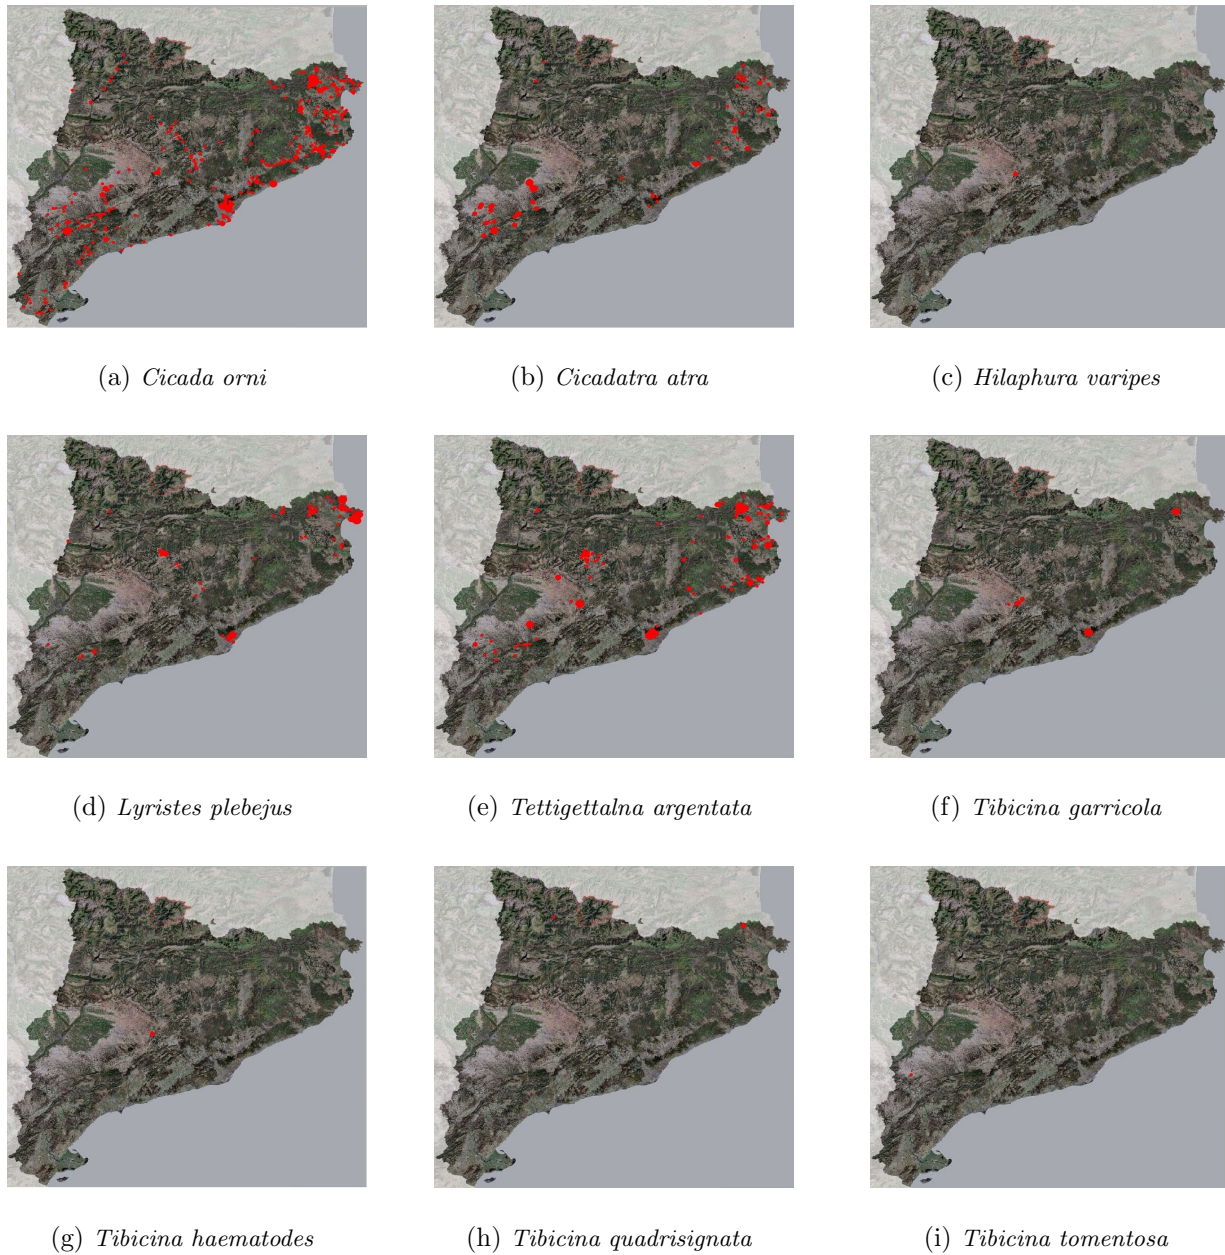 (a) Cicada orni
(b) Cicadatra atra
(c) Hilaphura varipes
(d) Lyristes plebejus
(e) Tettigettalna argentata
(f) Tibicina garricola
(g) Tibicina haematodes
(h) Tibicina quadrisignata
(i) Tibicina tomentosa